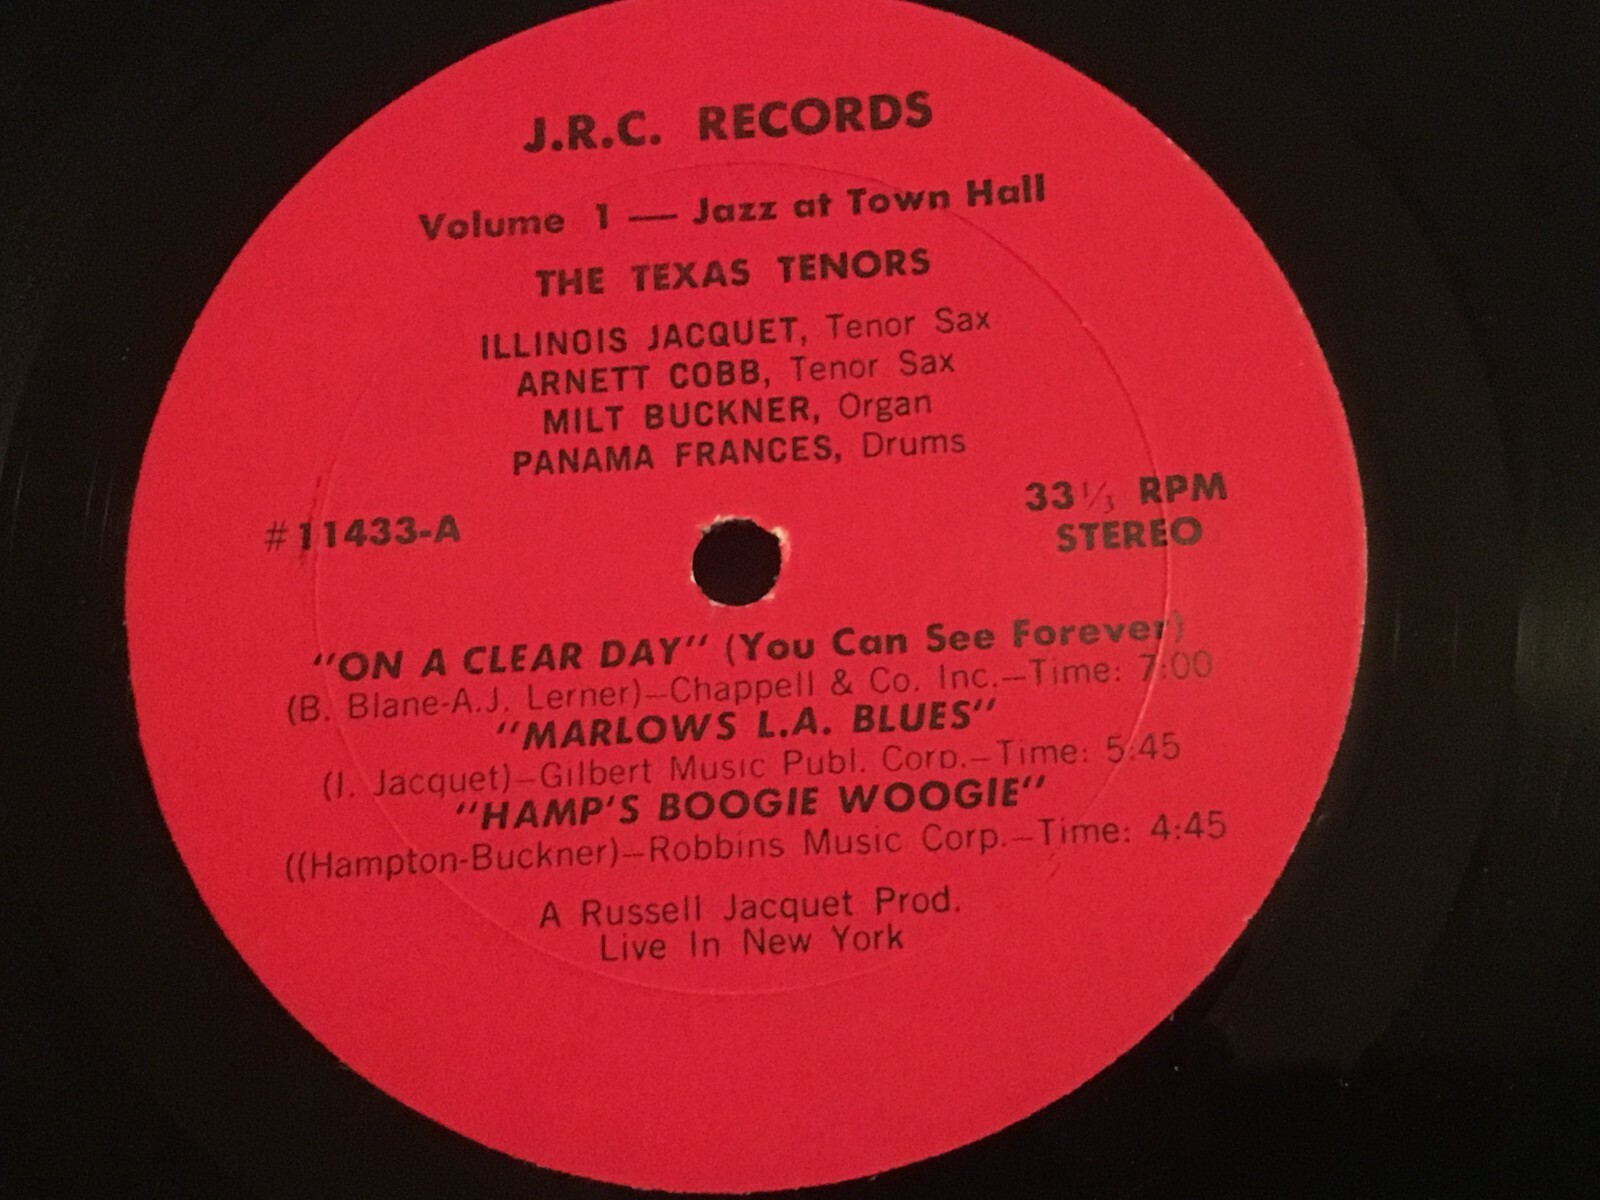 J.R.C. RECORDS
Volume 1 — Jazz at Town Hall
THE TEXAS TENORS
ILLINOIS JACQUET, Tenor Sax
ARNETT COBB, Tenor Sax
MILT BUCKNER, Organ
PANAMA FRANCES, Drums
#11433-A
33 1/3 RPM
STEREO
"ON A CLEAR DAY" (You Can See Forever)
(B. Blane-A.J. Lerner)—Chappell & Co. Inc.—Time: 7:00
"MARLOWS L.A. BLUES"
(I. Jacquet)—Gilbert Music Publ. Corp.—Time: 5:45
"HAMP'S BOOGIE WOOGIE"
((Hampton-Buckner)—Robbins Music Corp.—Time: 4:45
A Russell Jacquet Prod.
Live In New York